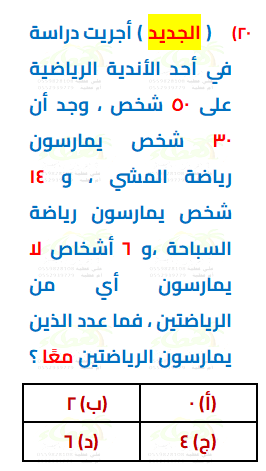 ٢٠) ( الجديد ) أجريت دراسة
في أحد الأندية الرياضية
على ٥٠ شخص ، وجد أن
٣٠ شخص يمارسون
رياضة المشي ، و ١٤
شخص يمارسون رياضة
السباحة ،و ٦ أشخاص لا
يمارسون أي من
الرياضتين ، فما عدد الذين
يمارسون الرياضتين معًا ؟
(أ) ٠ (ب) ٢
(ج) ٤ (د) ٦